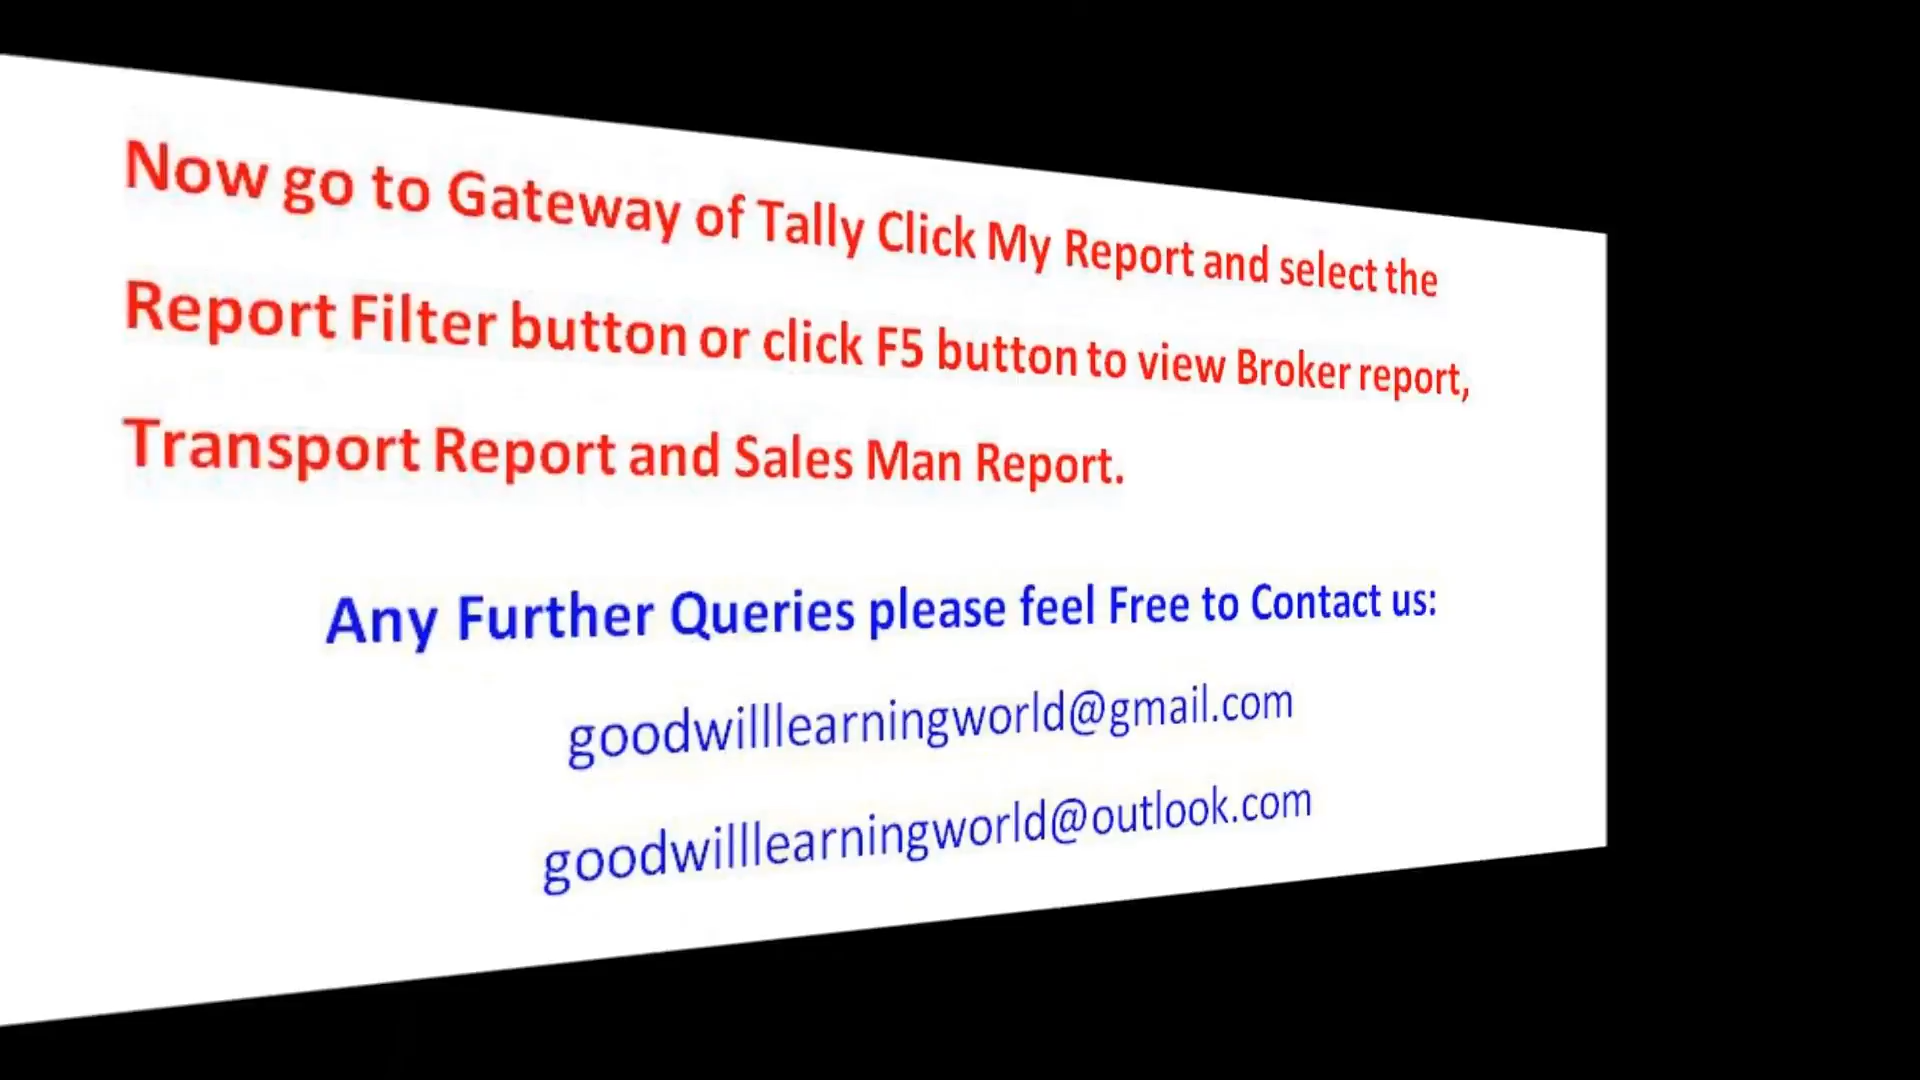 Now go to Gateway of Tally Click My Report and select the
Report Filter button or click F5 button to view Broker report,
Transport Report and Sales Man Report.
Any Further Queries please feel Free to Contact us:
goodwilllearningworld@gmail.com
goodwilllearningworld@outlook.com